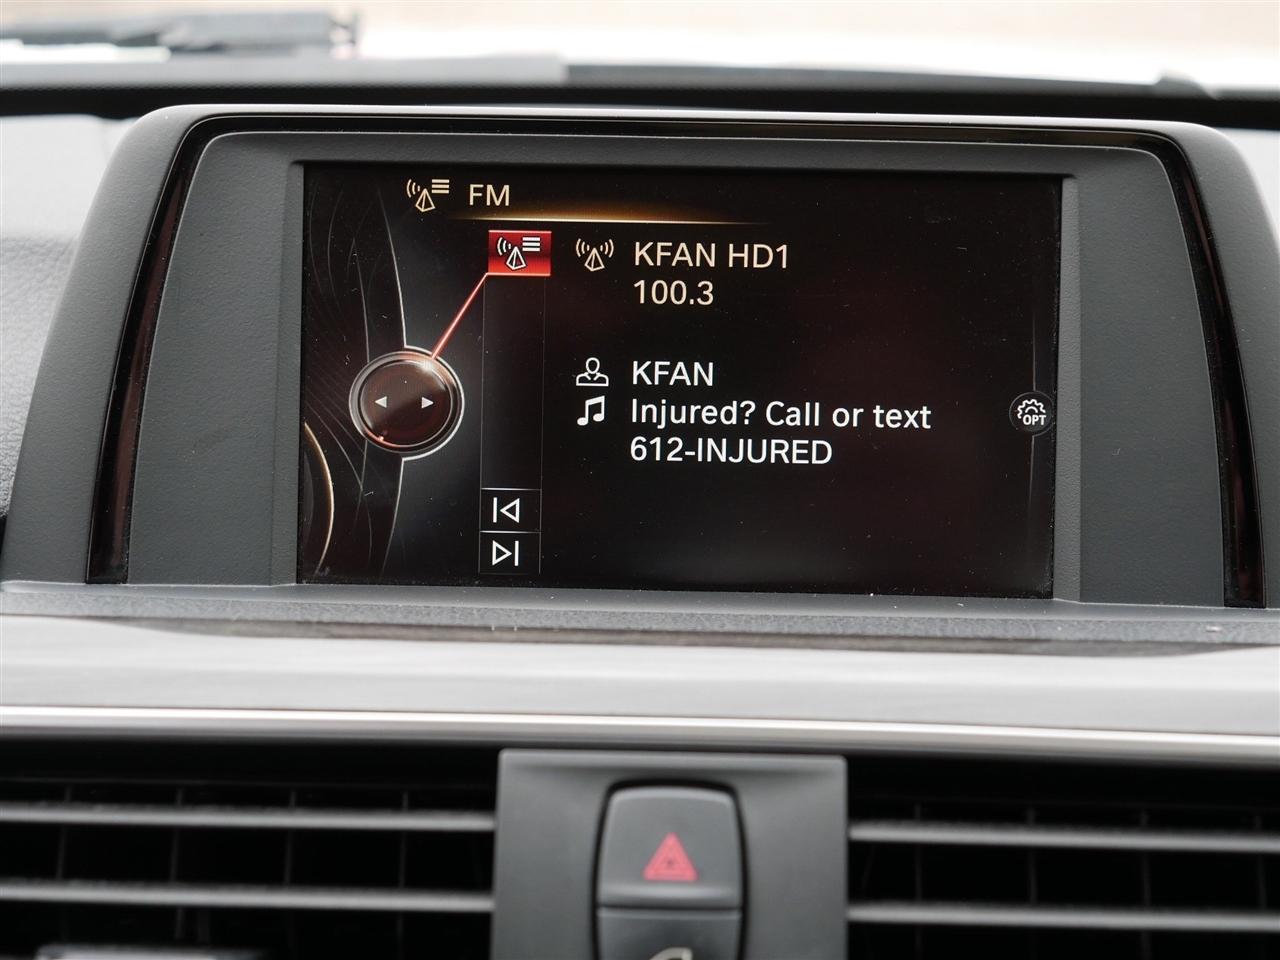 FM
KFAN HD1
100.3
KFAN
Injured? Call or text
612-INJURED
OPT